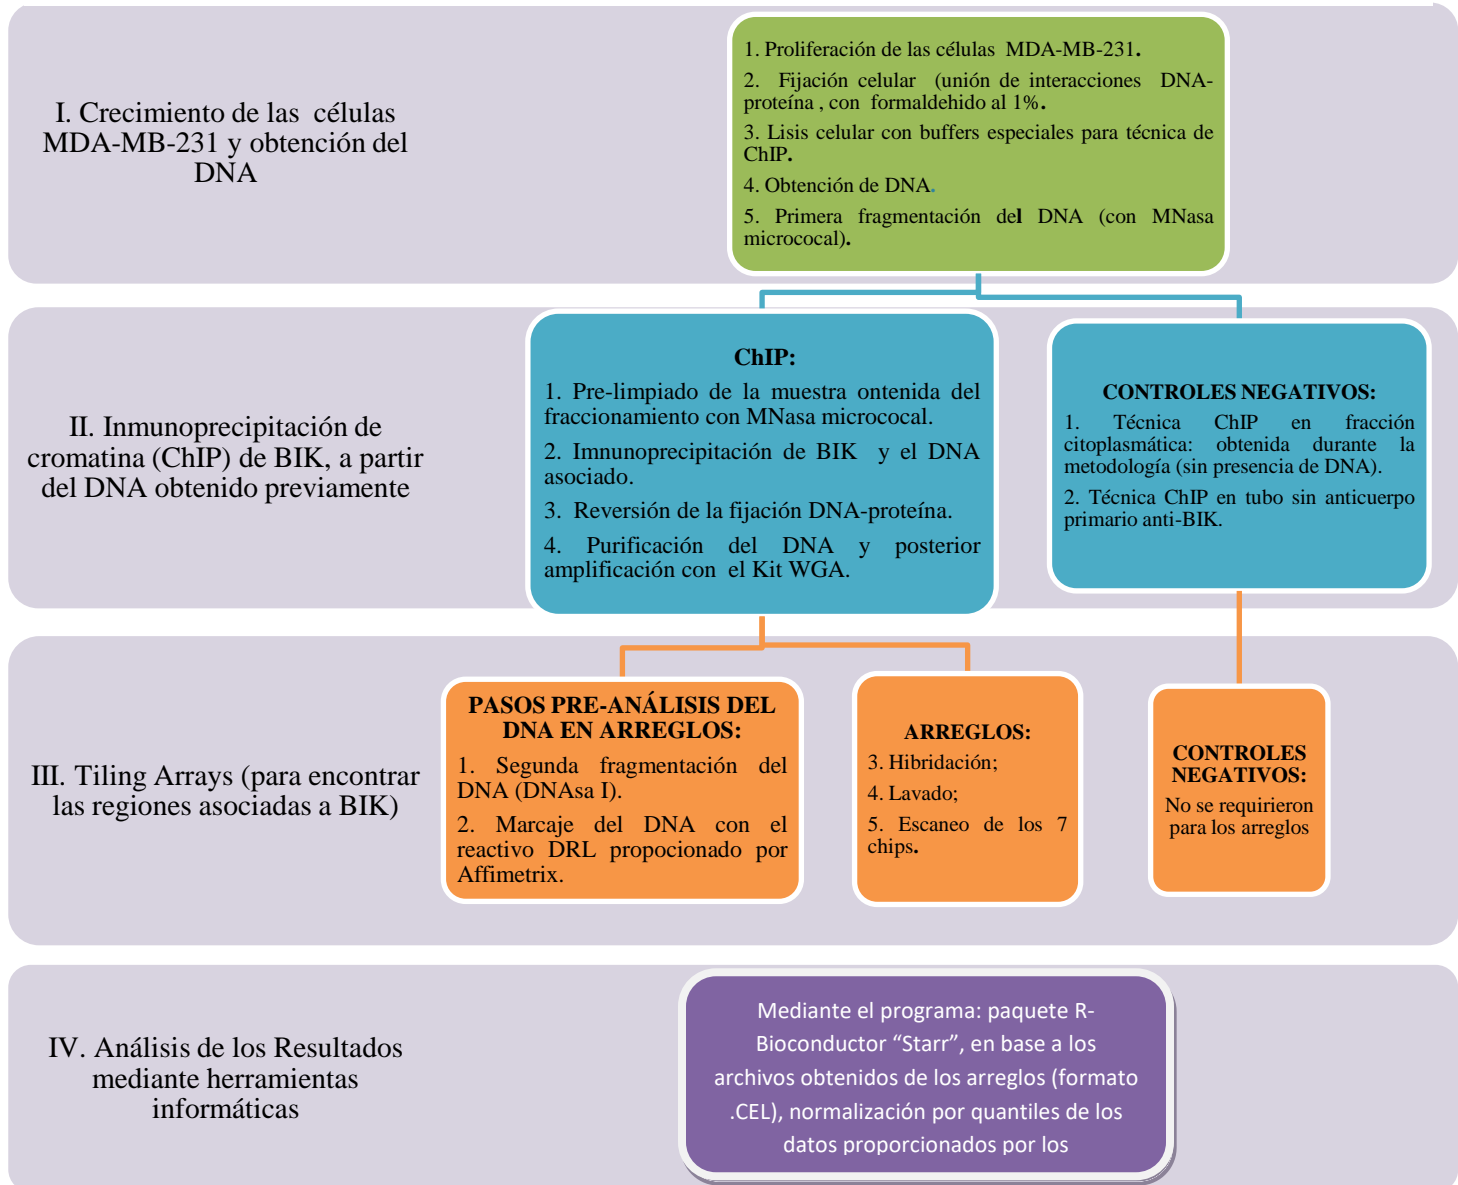 I. Crecimiento de las células
MDA-MB-231 y obtención del
DNA
1. Proliferación de las células MDA-MB-231.
2. Fijación celular (unión de interacciones DNA-
proteína , con formaldehido al 1%.
3. Lisis celular con buffers especiales para técnica de
ChIP.
4. Obtención de DNA.
5. Primera fragmentación del DNA (con MNasa
micrococal).
II. Inmunoprecipitación de
cromatina (ChIP) de BIK, a partir
del DNA obtenido previamente
ChIP:
1. Pre-limpiado de la muestra ontenida del
fraccionamiento con MNasa micrococal.
2. Imnunoprecipitación de BIK y el DNA
asociado.
3. Reversión de la fijación DNA-proteína.
4. Purificación del DNA y posterior
amplificación con el Kit WGA.
CONTROLES NEGATIVOS:
1. Técnica ChIP en fracción
citoplasmática: obtenida durante la
metodología (sin presencia de DNA).
2. Técnica ChIP en tubo sin anticuerpo
primario anti-BIK.
III. Tiling Arrays (para encontrar
las regiones asociadas a BIK)
PASOS PRE-ANÁLISIS DEL
DNA EN ARREGLOS:
1. Segunda fragmentación del
DNA (DNAsa I).
2. Marcaje del DNA con el
reactivo DRL propocionado por
Affimetrix.
ARREGLOS:
3. Hibridación;
4. Lavado;
5. Escaneo de los 7
chips.
CONTROLES
NEGATIVOS:
No se requirieron
para los arreglos
IV. Análisis de los Resultados
mediante herramientas
informáticas
Mediante el programa: paquete R-
Bioconductor “Starr”, en base a los
archivos obtenidos de los arreglos (formato
.CEL), normalización por quantiles de los
datos proporcionados por los